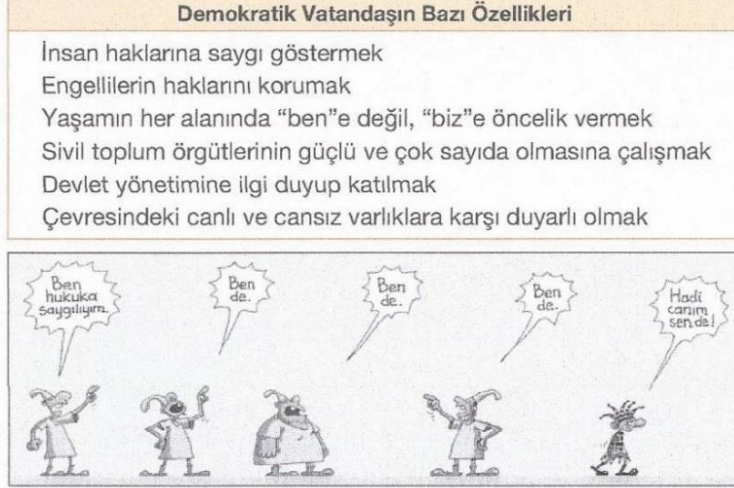 Demokratik Vatandaşın Bazı Özellikleri
İnsan haklarına saygı göstermek
Engellilerin haklarını korumak
Yaşamın her alanında “ben”e değil, “biz”e öncelik vermek
Sivil toplum örgütlerinin güçlü ve çok sayıda olmasına çalışmak
Devlet yönetimine ilgi duyup katılmak
Çevresindeki canlı ve cansız varlıklara karşı duyarlı olmak
Ben
hukuka
saygılıyım.
Ben
de.
Ben
de.
Ben
de.
Hadi
canım
sen de!